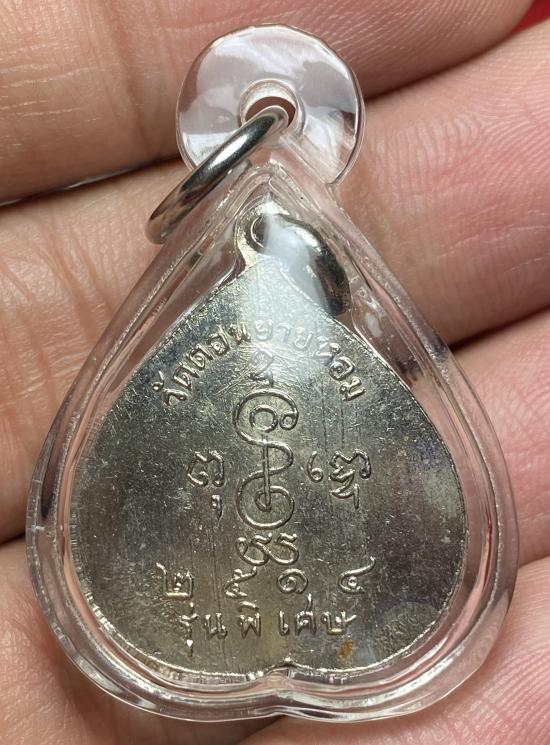 วัดดอนยายหอม
๒ ๕ ๑ ๔
รุ่นพิเศษ